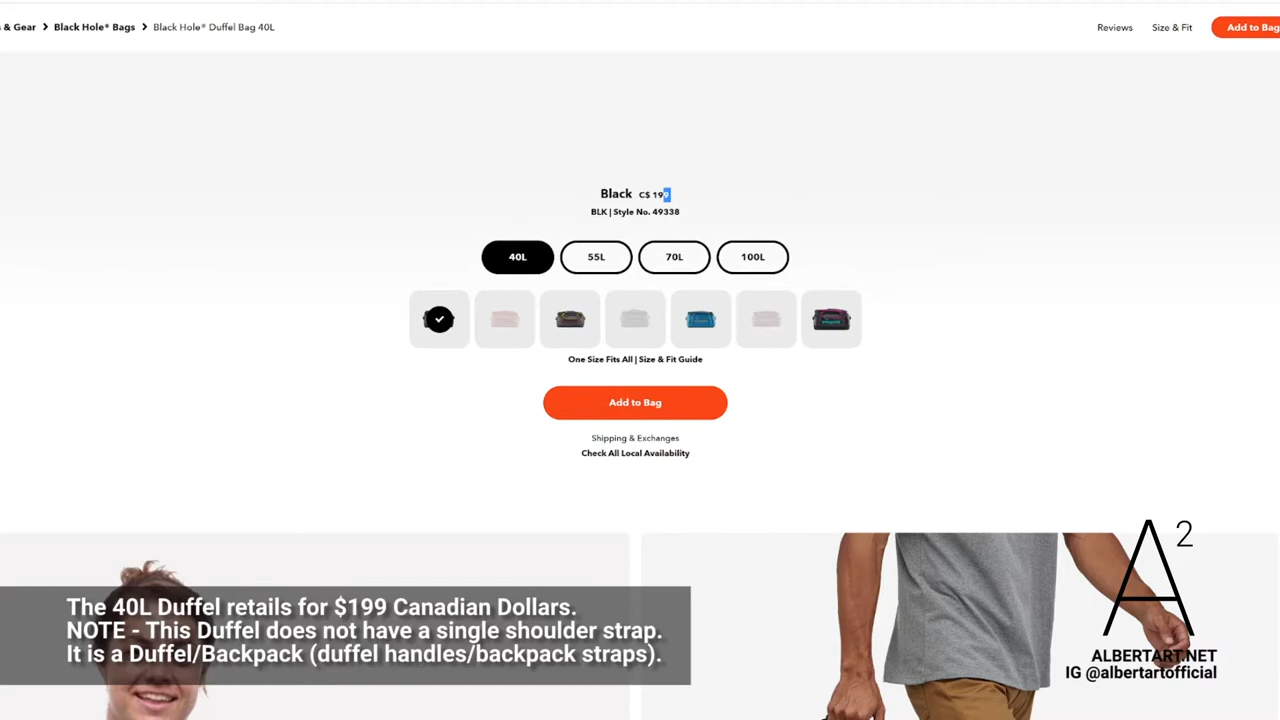 & Gear > Black Hole® Bags > Black Hole® Duffel Bag 40L
Reviews Size & Fit Add to Bag
Black C$ 199
BLK | Style No. 49338
40L 55L 70L 100L
One Size Fits All | Size & Fit Guide
Add to Bag
Shipping & Exchanges
Check All Local Availability
The 40L Duffel retails for $199 Canadian Dollars.
NOTE - This Duffel does not have a single shoulder strap.
It is a Duffel/Backpack (duffel handles/backpack straps).
A2
ALBERTART.NET
IG @albertartofficial